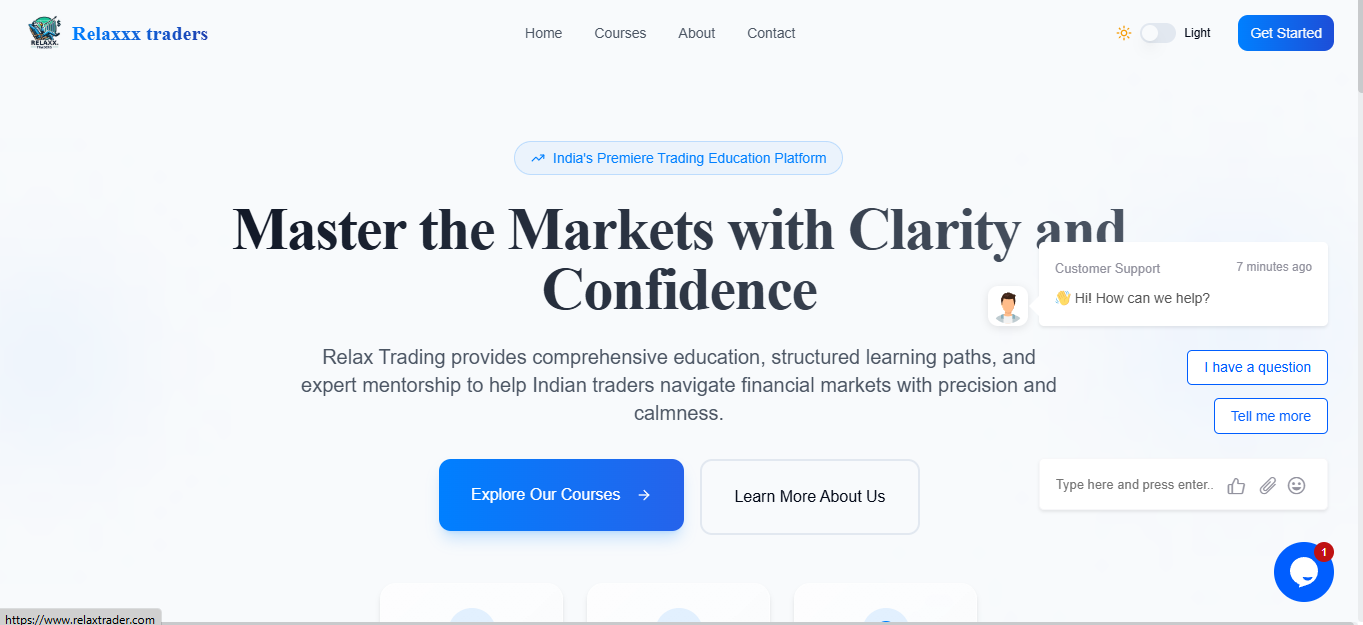 RELAXX.
TRADERS
Relaxxx traders
Home
Courses
About
Contact
Light
Get Started
India's Premiere Trading Education Platform
Master the Markets with Clarity and
Confidence
Customer Support
7 minutes ago
👋 Hi! How can we help?
Relax Trading provides comprehensive education, structured learning paths, and
expert mentorship to help Indian traders navigate financial markets with precision and
calmness.
I have a question
Tell me more
Explore Our Courses →
Learn More About Us
Type here and press enter..
1
https://www.relaxtrader.com